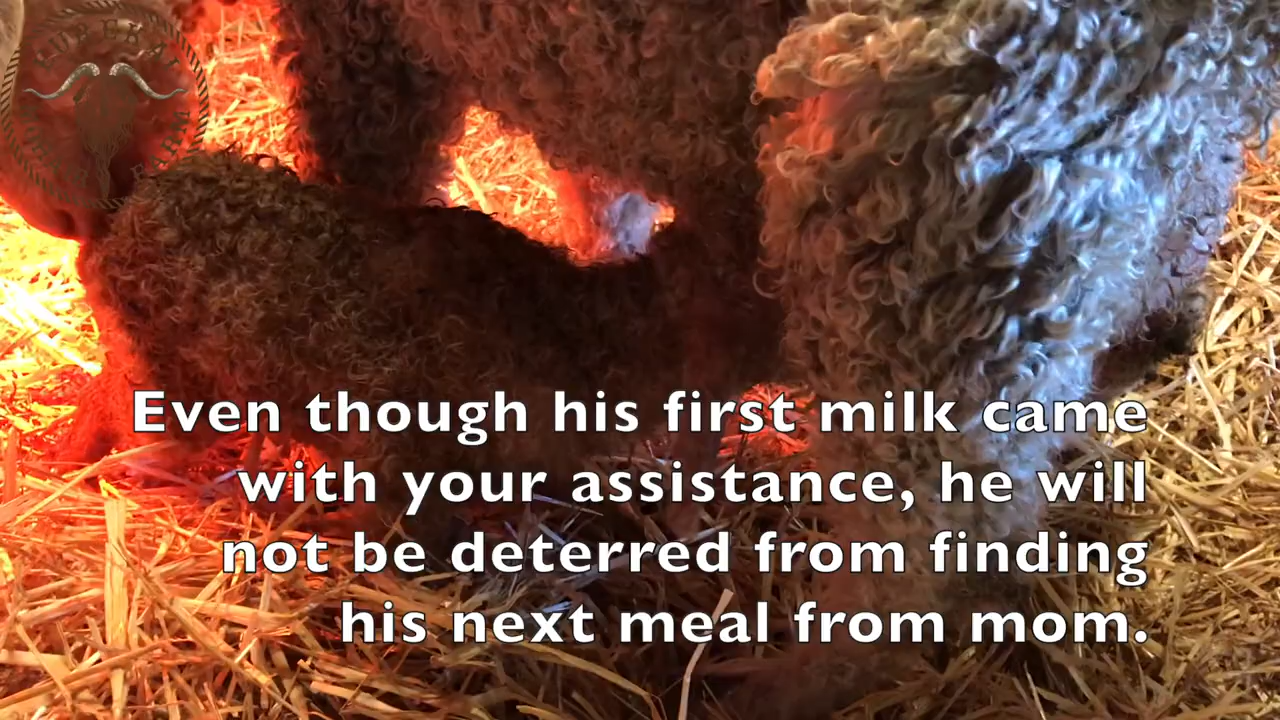 Even though his first milk came
with your assistance, he will
not be deterred from finding
his next meal from mom.